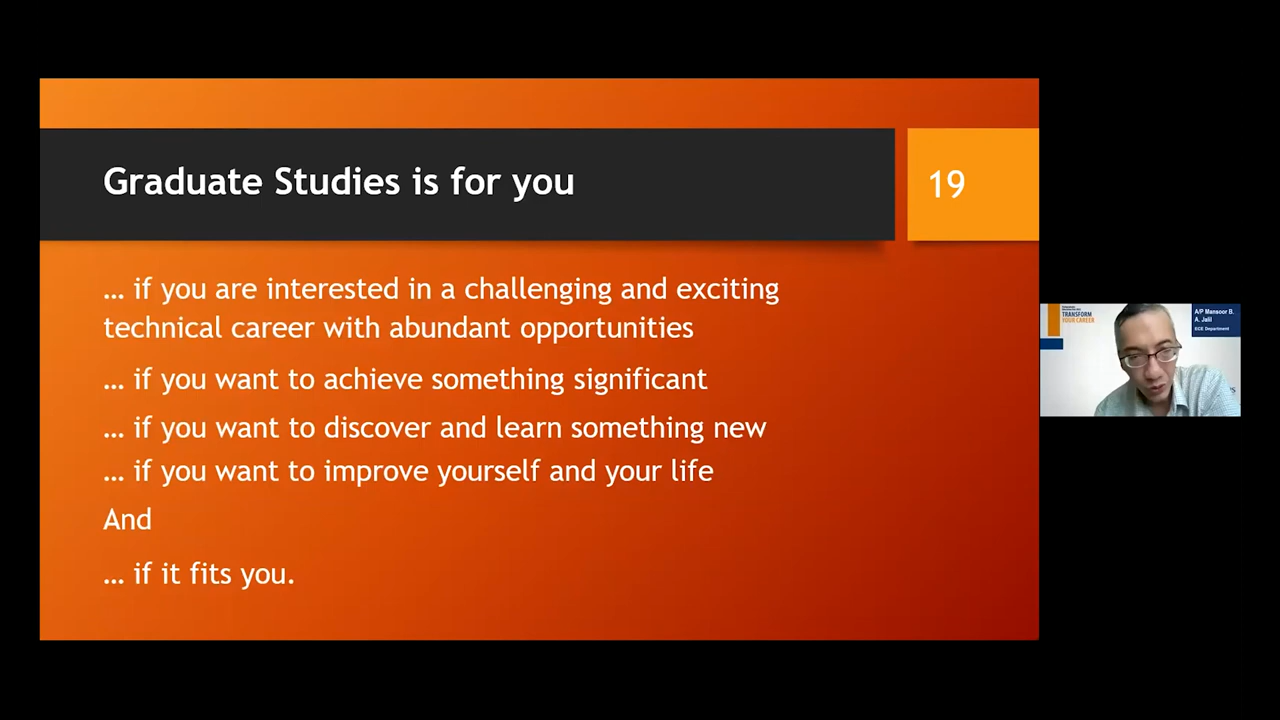 Graduate Studies is for you
19
… if you are interested in a challenging and exciting
technical career with abundant opportunities
… if you want to achieve something significant
… if you want to discover and learn something new
… if you want to improve yourself and your life
And
… if it fits you.
TRANSFORM
YOUR CAREER
A/P Mansoor B.
A. Jalil
ECE Department